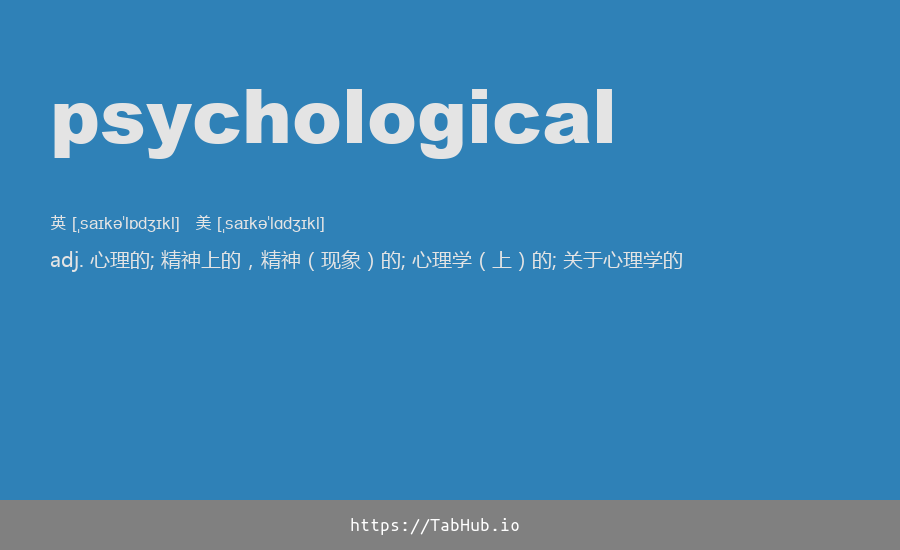 psychological
英 [ˌsaɪkəˈlɒdʒɪkl] 美 [ˌsaɪkəˈlɑdʒɪkl]
adj. 心理的; 精神上的，精神（现象）的; 心理学（上）的; 关于心理学的
https://TabHub.io